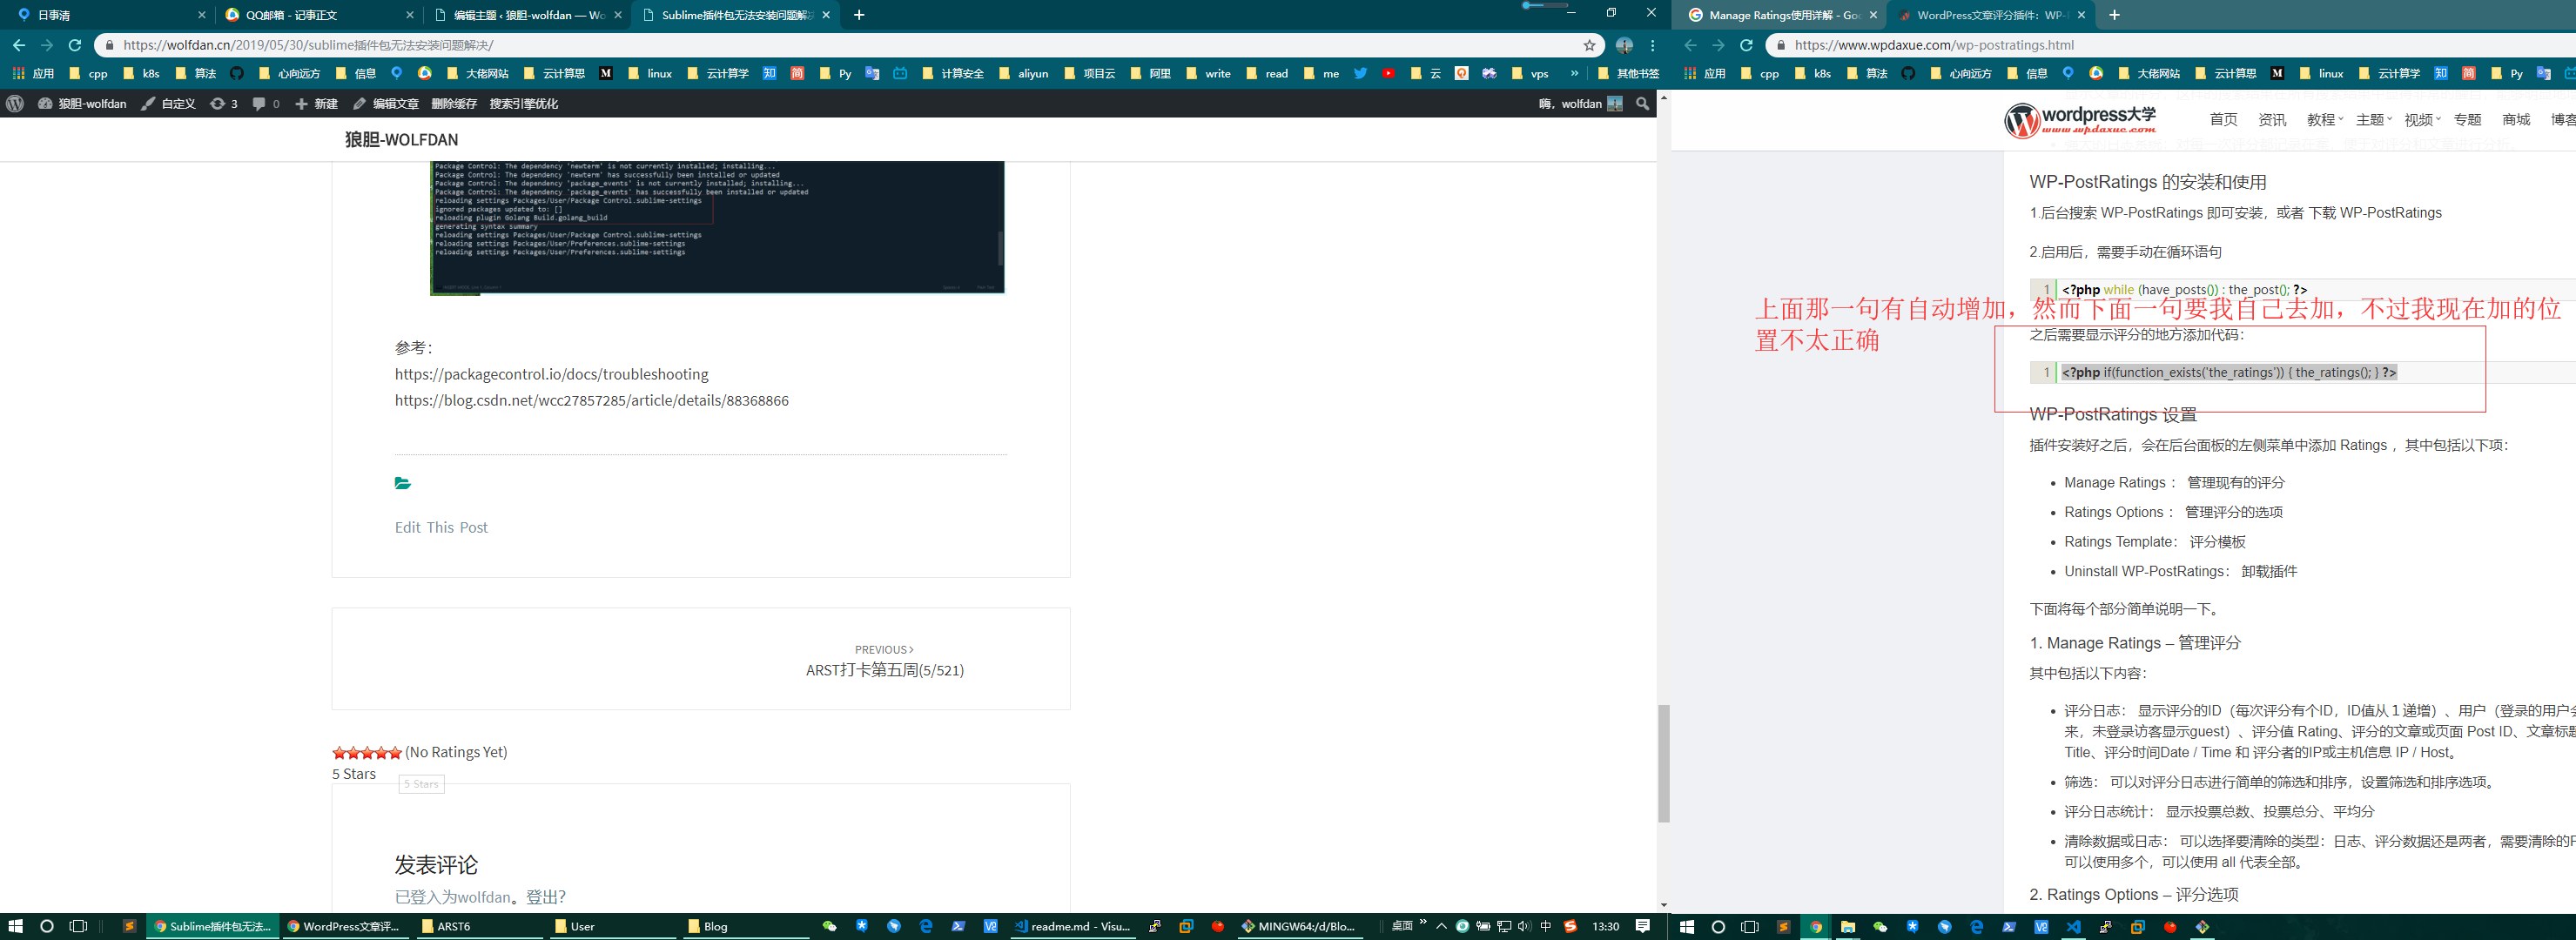 日事清
QQ邮箱 - 记事正文
编辑主题 ‹ 狼胆-wolfdan — Wo
Sublime插件包无法安装问题解决
Manage Ratings使用详解 - Goo
WordPress文章评分插件：WP-
https://wolfdan.cn/2019/05/30/sublime插件包无法安装问题解决/
https://www.wpdaxue.com/wp-postratings.html
应用 cpp k8s 算法 心向远方 信息 大佬网站 云计算思 M linux 云计算学 知 简 Py 计算安全 aliyun 项目云 阿里 write read me 云 vps » 其他书签
应用 cpp k8s 算法 心向远方 信息 大佬网站 云计算思 M linux 云计算学 知 简 Py
狼胆-wolfdan 自定义 3 0 新建 编辑文章 删除缓存 搜索引擎优化 嗨，wolfdan
狼胆-WOLFDAN
Package Control: The dependency 'newterm' is not currently installed; installing...
Package Control: The dependency 'newterm' has successfully been installed or updated
Package Control: The dependency 'package_events' is not currently installed; installing...
Package Control: The dependency 'package_events' has successfully been installed or updated
reloading settings Packages/User/Package Control.sublime-settings
ignored packages updated to: []
reloading plugin Golang Build.golang_build
generating syntax summary
reloading settings Packages/User/Package Control.sublime-settings
reloading settings Packages/User/Preferences.sublime-settings
reloading settings Packages/User/Preferences.sublime-settings
参考：
https://packagecontrol.io/docs/troubleshooting
https://blog.csdn.net/wcc27857285/article/details/88368866
Edit This Post
PREVIOUS
ARST打卡第五周(5/521)
(No Ratings Yet)
5 Stars
5 Stars
发表评论
已登入为wolfdan。登出?
wordpress大学
www.wpdaxue.com
首页 资讯 教程 主题 视频 专题 商城 博客
WP-PostRatings 的安装和使用
1.后台搜索 WP-PostRatings 即可安装，或者 下载 WP-PostRatings
2.启用后，需要手动在循环语句
1 <?php while (have_posts()) : the_post(); ?>
上面那一句有自动增加，然而下面一句要我自己去加，不过我现在加的位
置不太正确
之后需要显示评分的地方添加代码：
1 <?php if(function_exists('the_ratings')) { the_ratings(); } ?>
WP-PostRatings 设置
插件安装好之后，会在后台面板的左侧菜单中添加 Ratings ，其中包括以下项：
• Manage Ratings： 管理现有的评分
• Ratings Options： 管理评分的选项
• Ratings Template： 评分模板
• Uninstall WP-PostRatings： 卸载插件
下面将每个部分简单说明一下。
1. Manage Ratings – 管理评分
其中包括以下内容：
• 评分日志： 显示评分的ID（每次评分有个ID，ID值从 1 递增）、用户（登录的用户会
来，未登录访客显示guest）、评分值 Rating、评分的文章或页面 Post ID、文章标题
Title、评分时间Date / Time 和 评分者的IP或主机信息 IP / Host。
• 筛选： 可以对评分日志进行简单的筛选和排序，设置筛选和排序选项。
• 评分日志统计： 显示投票总数、投票总分、平均分
• 清除数据或日志： 可以选择要清除的类型：日志、评分数据还是两者，需要清除的
可以使用多个，可以使用 all 代表全部。
2. Ratings Options – 评分选项
Sublime插件包无法... WordPress文章评... ARST6 User Blog readme.md - Visu... MINGW64:/d/Blo... 桌面 » 中 13:30